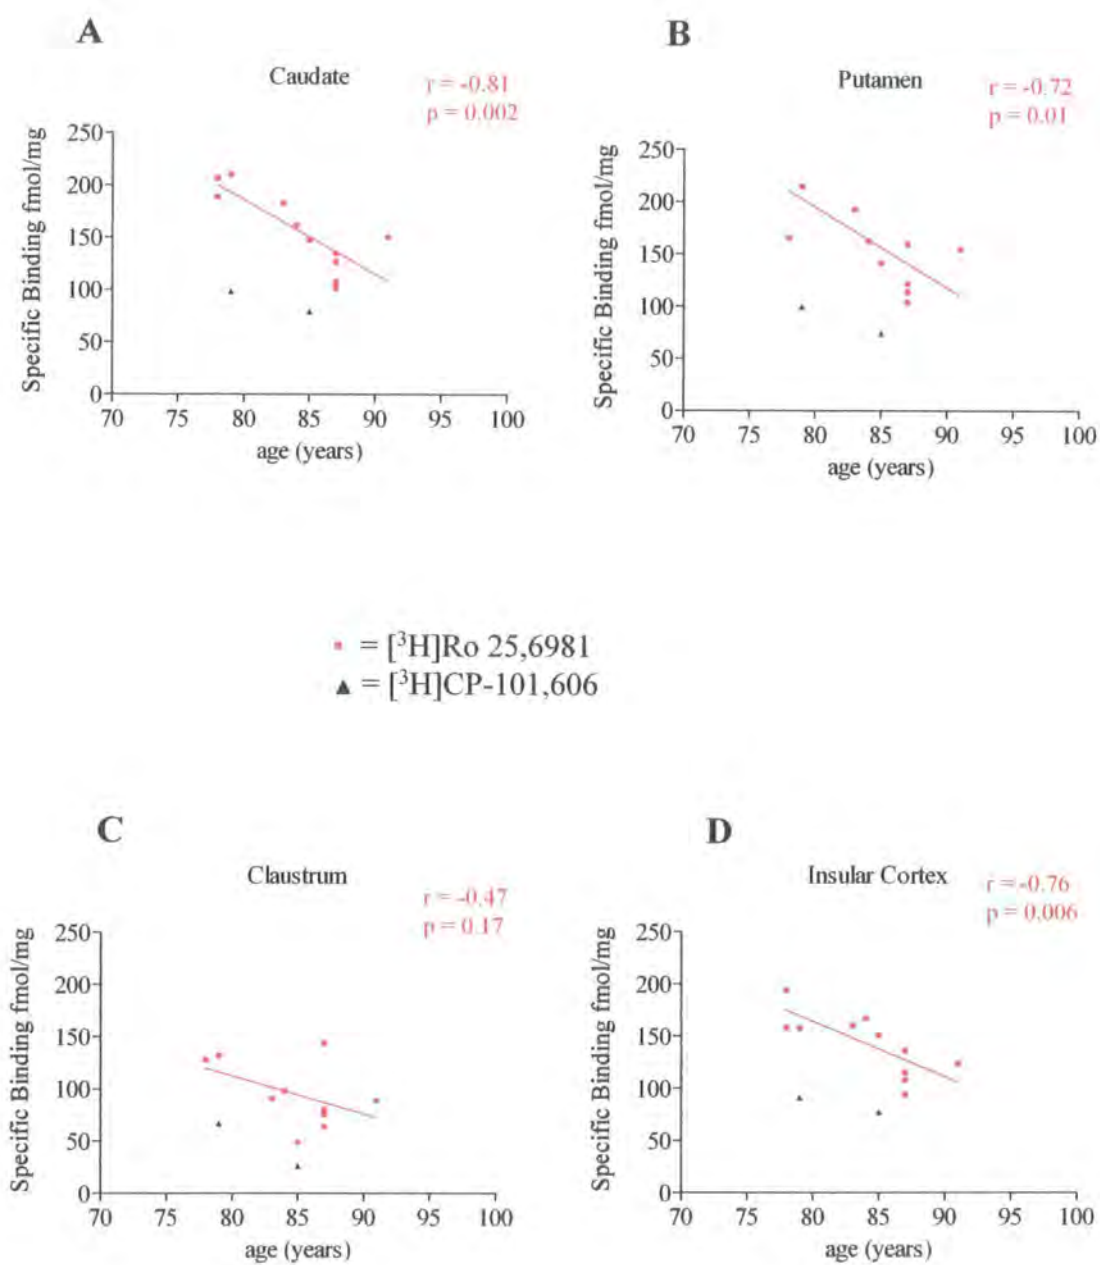 A
Caudate
r = -0.81
p = 0.002
Specific Binding fmol/mg
250
200
150
100
50
0
70 75 80 85 90 95 100
age (years)
B
Putamen
r = -0.72
p = 0.01
Specific Binding fmol/mg
250
200
150
100
50
0
70 75 80 85 90 95 100
age (years)
▪ = [³H]Ro 25,6981
▲ = [³H]CP-101,606
C
Claustrum
r = -0.47
p = 0.17
Specific Binding fmol/mg
250
200
150
100
50
0
70 75 80 85 90 95 100
age (years)
D
Insular Cortex
r = -0.76
p = 0.006
Specific Binding fmol/mg
250
200
150
100
50
0
70 75 80 85 90 95 100
age (years)